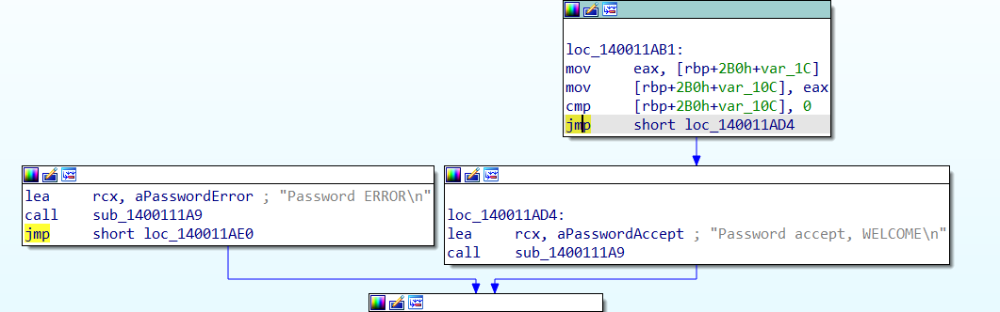 loc_140011AB1:
mov eax, [rbp+2B0h+var_1C]
mov [rbp+2B0h+var_10C], eax
cmp [rbp+2B0h+var_10C], 0
jmp short loc_140011AD4
lea rcx, aPasswordError ; "Password ERROR\n"
call sub_1400111A9
jmp short loc_140011AE0
loc_140011AD4:
lea rcx, aPasswordAccept ; "Password accept, WELCOME\n"
call sub_1400111A9